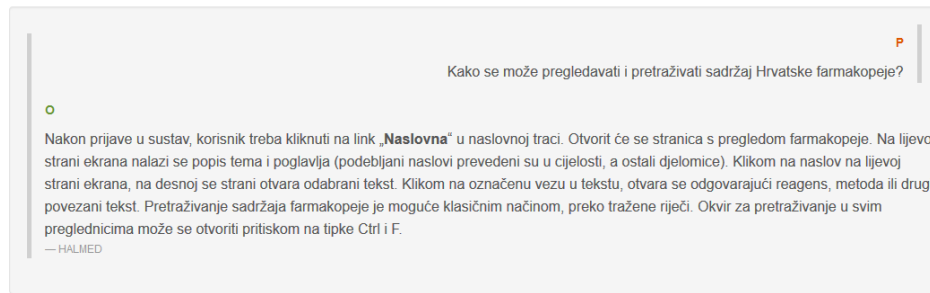 P
Kako se može pregledavati i pretraživati sadržaj Hrvatske farmakopeje?
O
Nakon prijave u sustav, korisnik treba kliknuti na link „Naslovna“ u naslovnoj traci. Otvorit će se stranica s pregledom farmakopeje. Na lijevo
strani ekrana nalazi se popis tema i poglavlja (podebljani naslovi prevedeni su u cijelosti, a ostali djelomice). Klikom na naslov na lijevoj
strani ekrana, na desnoj se strani otvara odabrani tekst. Klikom na označenu vezu u tekstu, otvara se odgovarajući reagens, metoda ili drug
povezani tekst. Pretraživanje sadržaja farmakopeje je moguće klasičnim načinom, preko tražene riječi. Okvir za pretraživanje u svim
preglednicima može se otvoriti pritiskom na tipke Ctrl i F.
— HALMED